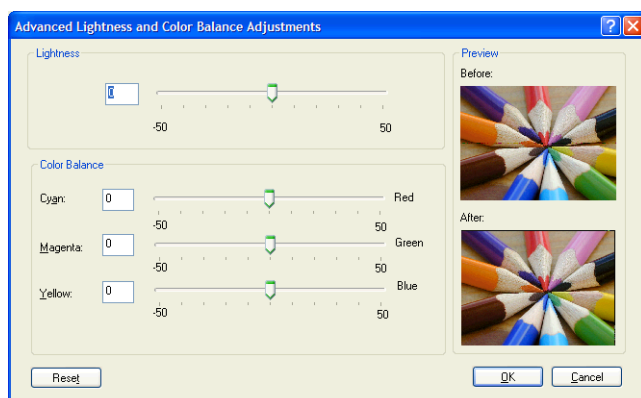 Advanced Lightness and Color Balance Adjustments
Lightness
0
-50 50
Color Balance
Cyan: 0 Red
-50 50
Magenta: 0 Green
-50 50
Yellow: 0 Blue
-50 50
Preview
Before:
After:
Reset
OK Cancel